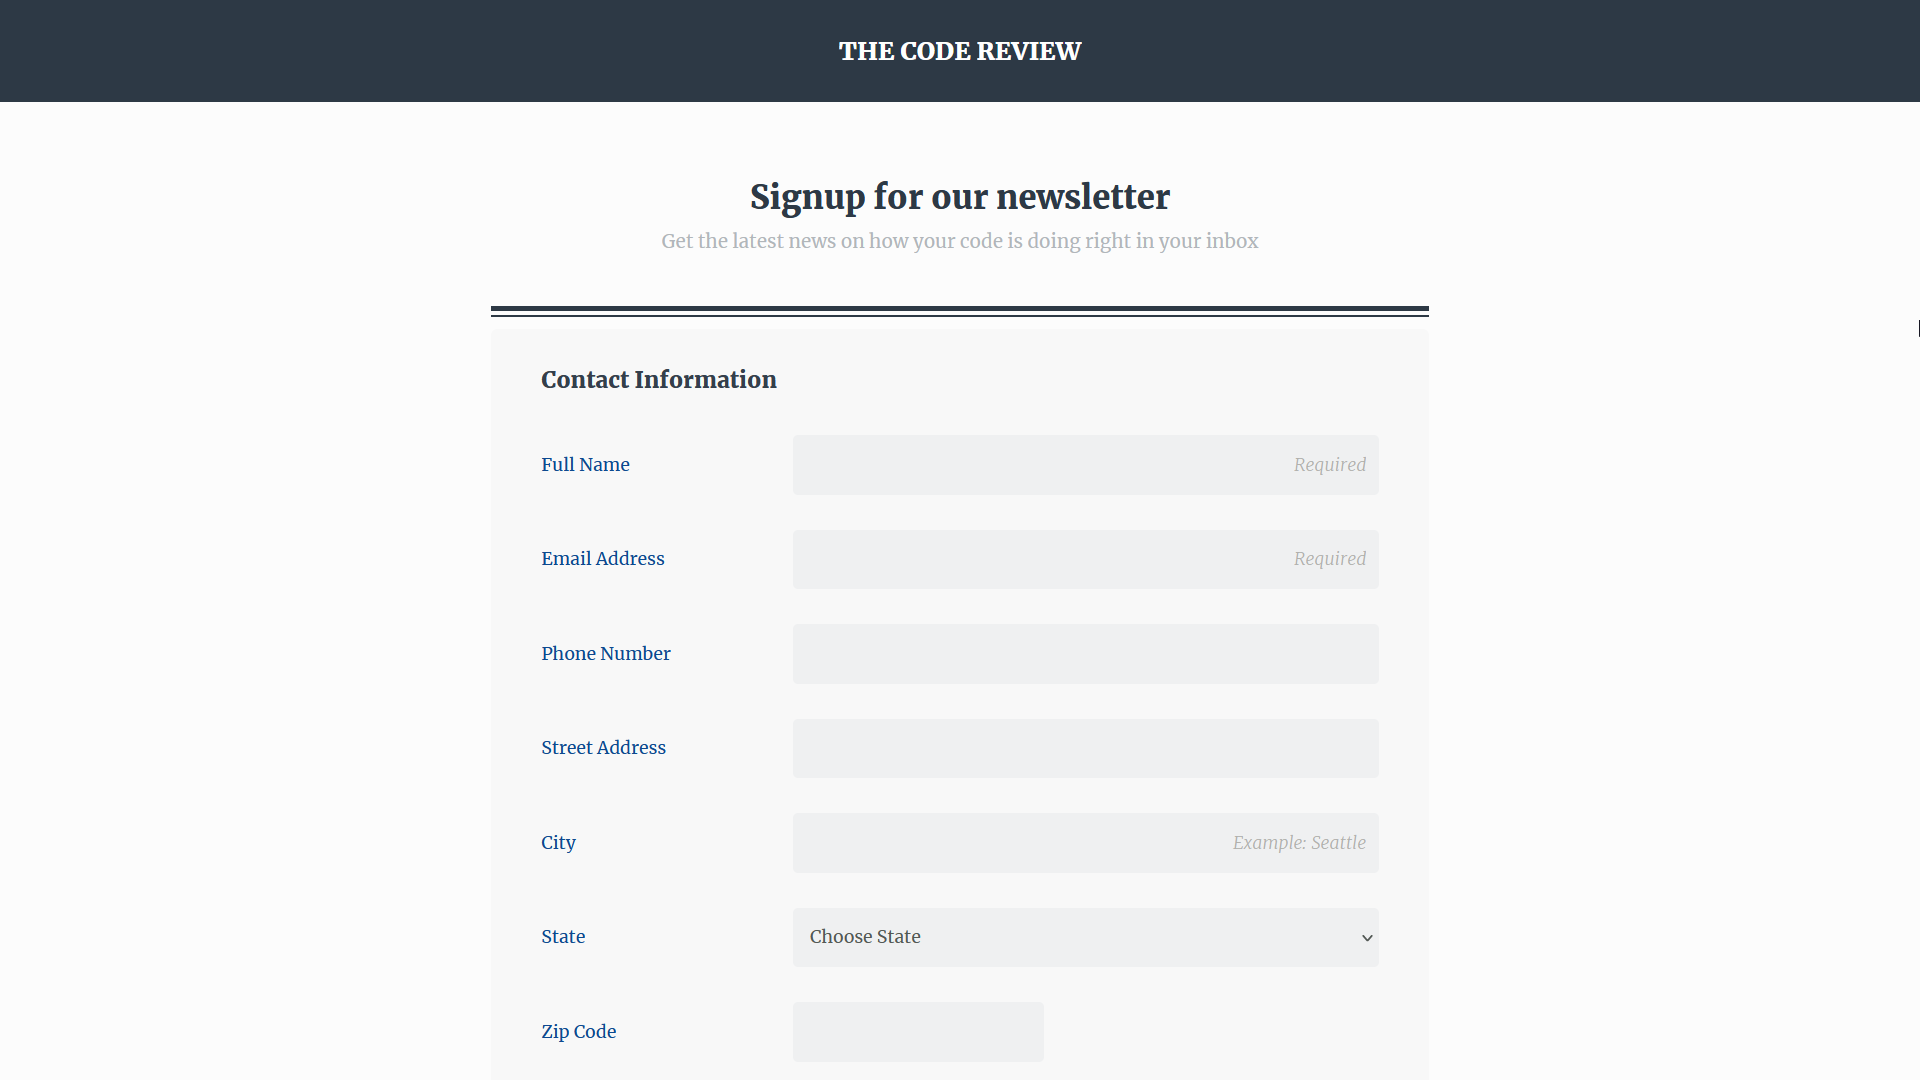 THE CODE REVIEW
Signup for our newsletter
Get the latest news on how your code is doing right in your inbox
Contact Information
Full Name
Required
Email Address
Required
Phone Number
Street Address
City
Example: Seattle
State
Choose State
Zip Code